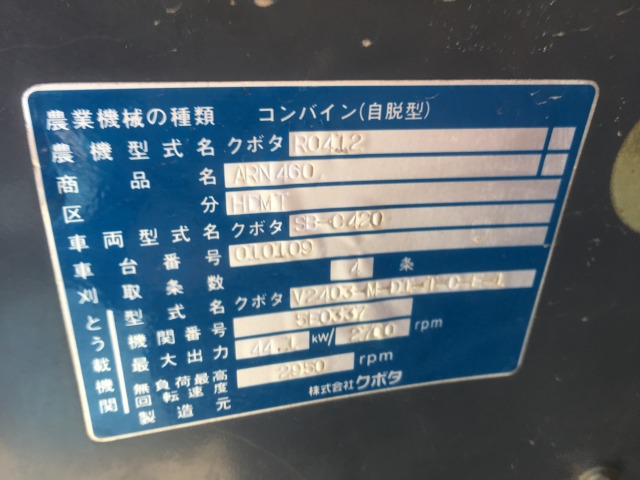 農業機械の種類 コンバイン(自脱型)
農機型式名 クボタ R0412
商品名 ARN460
区分 HDMT
車両型式名 クボタ SB-C420
車台番号 010109
刈取条数 4 条
とう載機関 型式名 クボタ V2403-M-DI-T-C-E-1
機関番号 5E0337
最大出力 44.1 kW/ 2700 rpm
無負荷最高回転速度 2950 rpm
製造元 株式会社クボタ